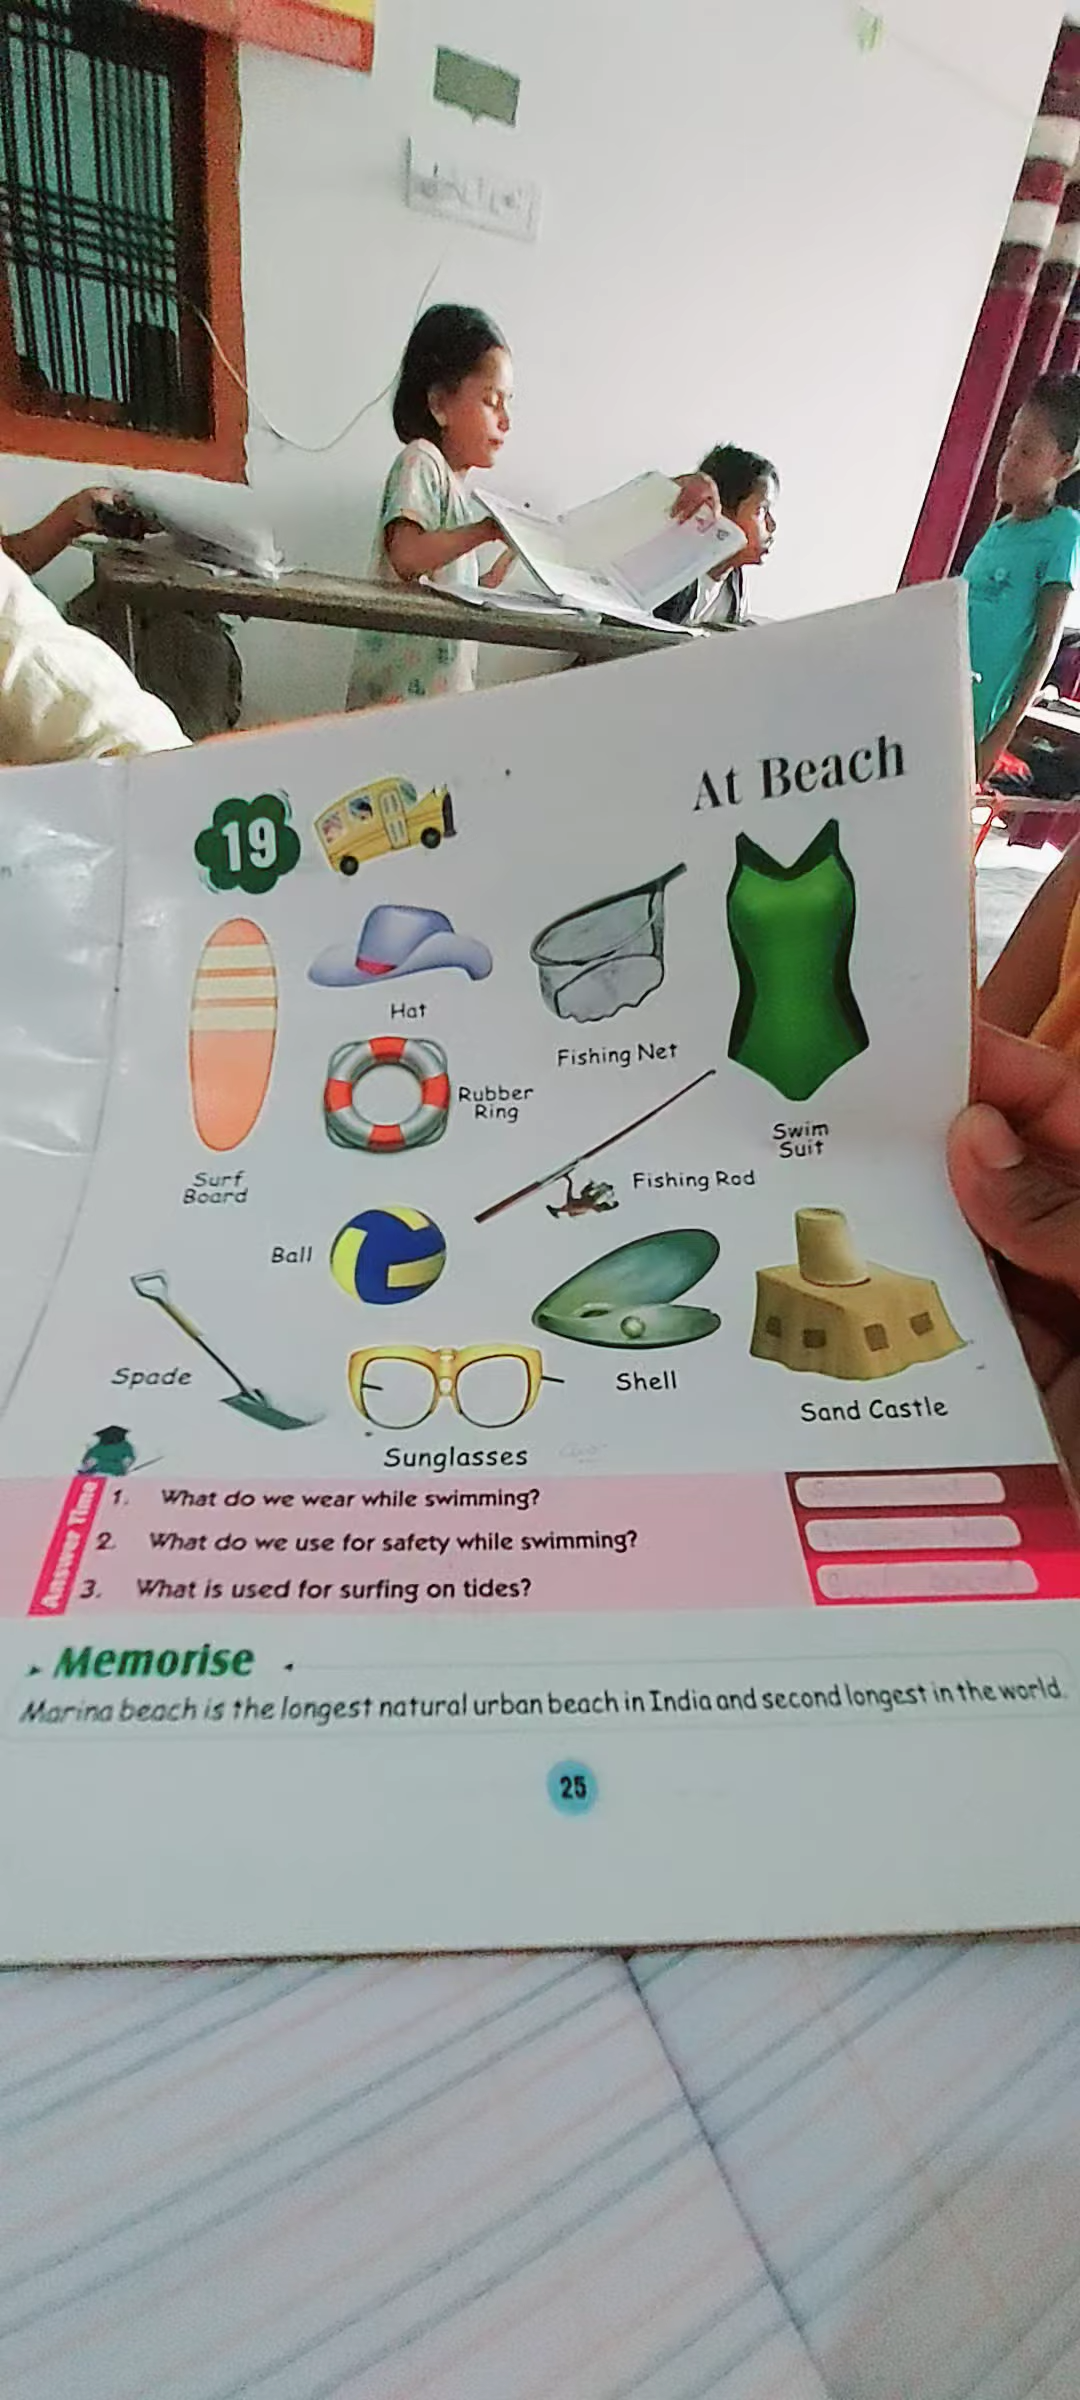 19
At Beach
Hat
Fishing Net
Rubber
Ring
Swim
Suit
Surf
Board
Fishing Rod
Ball
Spade
Shell
Sand Castle
Sunglasses
Answer Time
1. What do we wear while swimming?
2. What do we use for safety while swimming?
3. What is used for surfing on tides?
Memorise
Marina beach is the longest natural urban beach in India and second longest in the world.
25